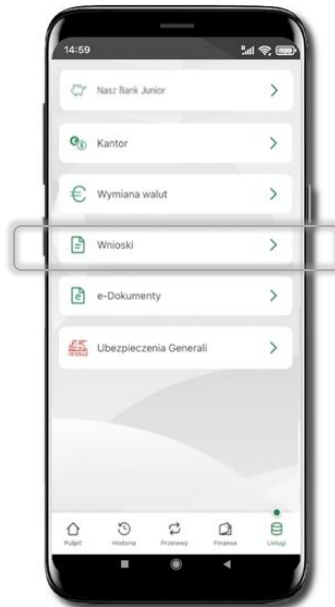 14:59
Nasz Bank Junior
Kantor
Wymiana walut
Wnioski
e-Dokumenty
Ubezpieczenia Generali
Pulpit
Historia
Przelewy
Finanse
Usługi